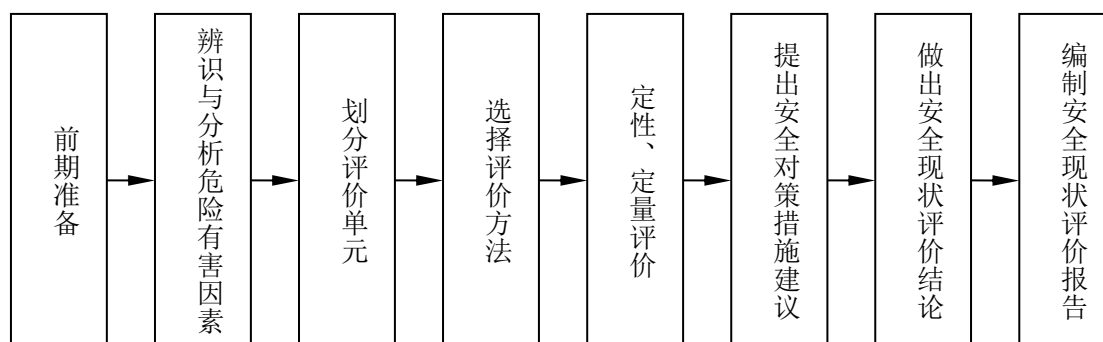 前期准备
辨识与分析危险有害因素
划分评价单元
选择评价方法
定性、定量评价
提出安全对策措施建议
做出安全现状评价结论
编制安全现状评价报告